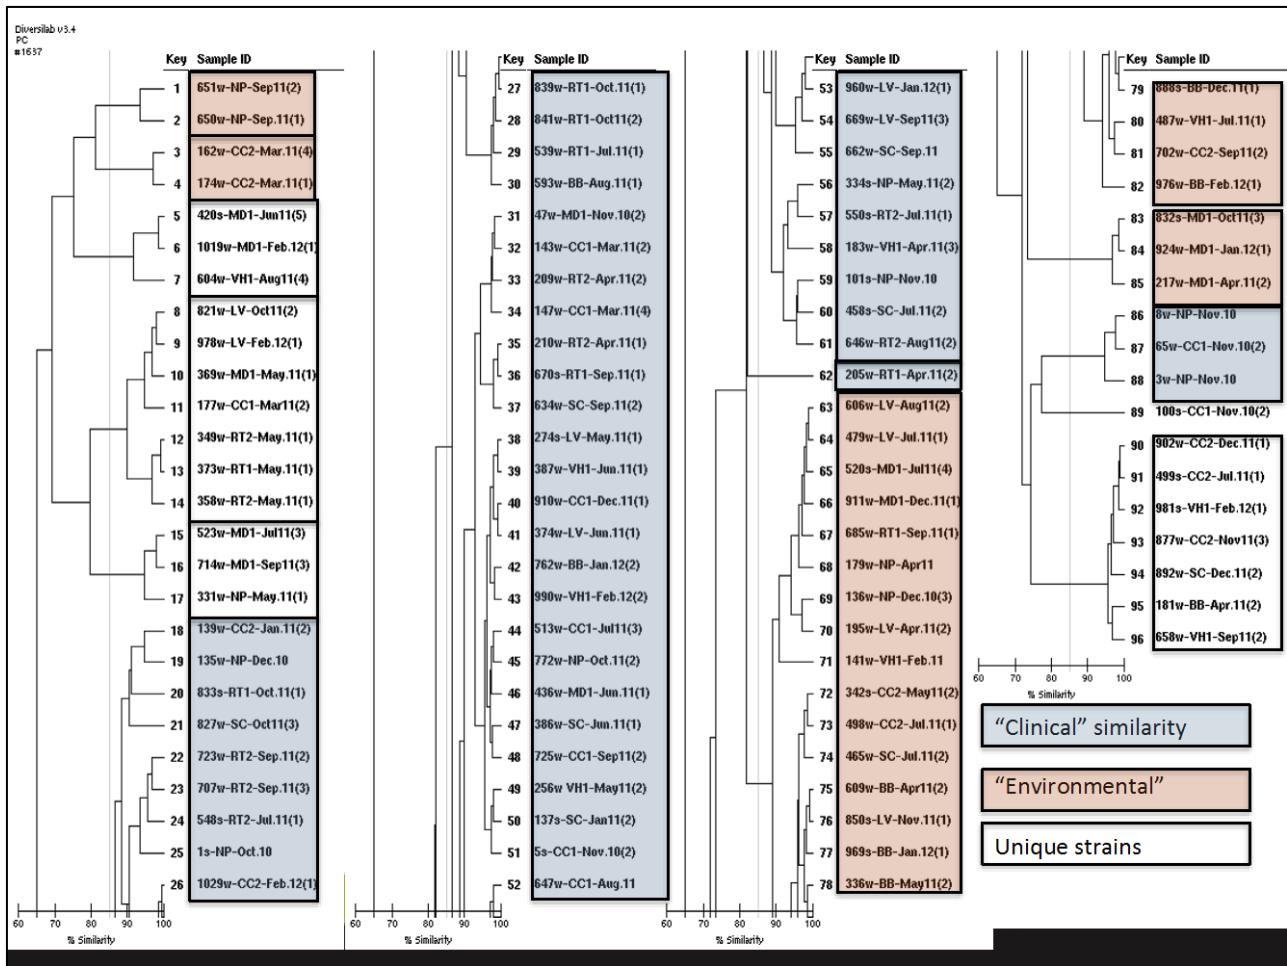 Diversilab v3.4
PC
#1637
Key Sample ID
1 651w-NP-Sep11(2)
2 650w-NP-Sep.11(1)
3 162w-CC2-Mar.11(4)
4 174w-CC2-Mar.11(1)
5 420s-MD1-Jun11(5)
6 1019w-MD1-Feb.12(1)
7 604w-VH1-Aug11(4)
8 821w-LV-Oct11(2)
9 978w-LV-Feb.12(1)
10 369w-MD1-May.11(1)
11 177w-CC1-Mar11(2)
12 349w-RT2-May.11(1)
13 373w-RT1-May.11(1)
14 358w-RT2-May.11(1)
15 523w-MD1-Jul11(3)
16 714w-MD1-Sep11(3)
17 331w-NP-May.11(1)
18 139w-CC2-Jan.11(2)
19 135w-NP-Dec.10
20 833s-RT1-Oct.11(1)
21 827w-SC-Oct11(3)
22 723w-RT2-Sep.11(2)
23 707w-RT2-Sep.11(3)
24 548s-RT2-Jul.11(1)
25 1s-NP-Oct.10
26 1029w-CC2-Feb.12(1)
60 70 80 90 100
% Similarity
Key Sample ID
27 839w-RT1-Oct.11(1)
28 841w-RT1-Oct11(2)
29 539w-RT1-Jul.11(1)
30 593w-BB-Aug.11(1)
31 47w-MD1-Nov.10(2)
32 143w-CC1-Mar.11(2)
33 209w-RT2-Apr.11(2)
34 147w-CC1-Mar.11(4)
35 210w-RT2-Apr.11(1)
36 670s-RT1-Sep.11(1)
37 634w-SC-Sep.11(2)
38 274s-LV-May.11(1)
39 387w-VH1-Jun.11(1)
40 910w-CC1-Dec.11(1)
41 374w-LV-Jun.11(1)
42 762w-BB-Jan.12(2)
43 990w-VH1-Feb.12(2)
44 513w-CC1-Jul11(3)
45 772w-NP-Oct.11(2)
46 436w-MD1-Jun.11(1)
47 386w-SC-Jun.11(1)
48 725w-CC1-Sep11(2)
49 256w VH1-May11(2)
50 137s-SC-Jan11(2)
51 5s-CC1-Nov.10(2)
52 647w-CC1-Aug.11
60 70 80 90 100
% Similarity
Key Sample ID
53 960w-LV-Jan.12(1)
54 669w-LV-Sep11(3)
55 662w-SC-Sep.11
56 334s-NP-May.11(2)
57 550s-RT2-Jul.11(1)
58 183w-VH1-Apr.11(3)
59 101s-NP-Nov.10
60 458s-SC-Jul.11(2)
61 646w-RT2-Aug11(2)
62 205w-RT1-Apr.11(2)
63 606w-LV-Aug11(2)
64 479w-LV-Jul.11(1)
65 520s-MD1-Jul11(4)
66 911w-MD1-Dec.11(1)
67 685w-RT1-Sep.11(1)
68 179w-NP-Apr11
69 136w-NP-Dec.10(3)
70 195w-LV-Apr.11(2)
71 141w-VH1-Feb.11
72 342s-CC2-May11(2)
73 498w-CC2-Jul.11(1)
74 465w-SC-Jul.11(2)
75 609w-BB-Apr11(2)
76 850s-LV-Nov.11(1)
77 969s-BB-Jan.12(1)
78 336w-BB-May11(2)
60 70 80 90 100
% Similarity
Key Sample ID
79 888s-BB-Dec.11(1)
80 487w-VH1-Jul.11(1)
81 702w-CC2-Sep11(2)
82 976w-BB-Feb.12(1)
83 832s-MD1-Oct11(3)
84 924w-MD1-Jan.12(1)
85 217w-MD1-Apr.11(2)
86 8w-NP-Nov.10
87 65w-CC1-Nov.10(2)
88 3w-NP-Nov.10
89 100s-CC1-Nov.10(2)
90 902w-CC2-Dec.11(1)
91 499s-CC2-Jul.11(1)
92 981s-VH1-Feb.12(1)
93 877w-CC2-Nov11(3)
94 892w-SC-Dec.11(2)
95 181w-BB-Apr.11(2)
96 658w-VH1-Sep11(2)
60 70 80 90 100
% Similarity
"Clinical" similarity
"Environmental"
Unique strains